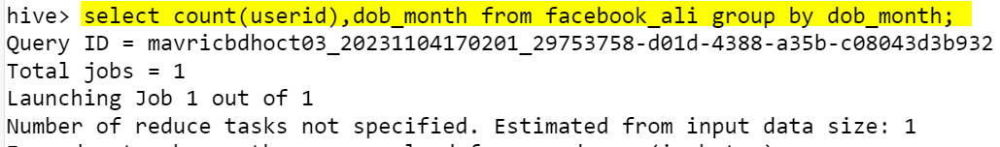 hive> select count(userid),dob_month from facebook_ali group by dob_month;
Query ID = mavricbdhoct03_20231104170201_29753758-d01d-4388-a35b-c08043d3b932
Total jobs = 1
Launching Job 1 out of 1
Number of reduce tasks not specified. Estimated from input data size: 1